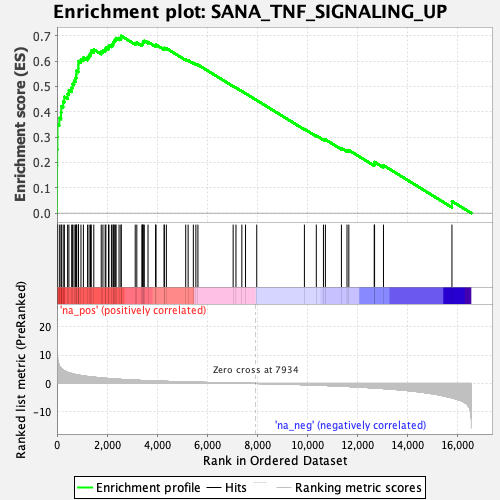 Enrichment plot: SANA_TNF_SIGNALING_UP
Enrichment score (ES)
0.7
0.6
0.5
0.4
0.3
0.2
0.1
0.0
'na_pos' (positively correlated)
Ranked list metric (PreRanked)
20
10
0
-10
Zero cross at 7934
'na_neg' (negatively correlated)
0 2,000 4,000 6,000 8,000 10,000 12,000 14,000 16,000
Rank in Ordered Dataset
Enrichment profile Hits Ranking metric scores